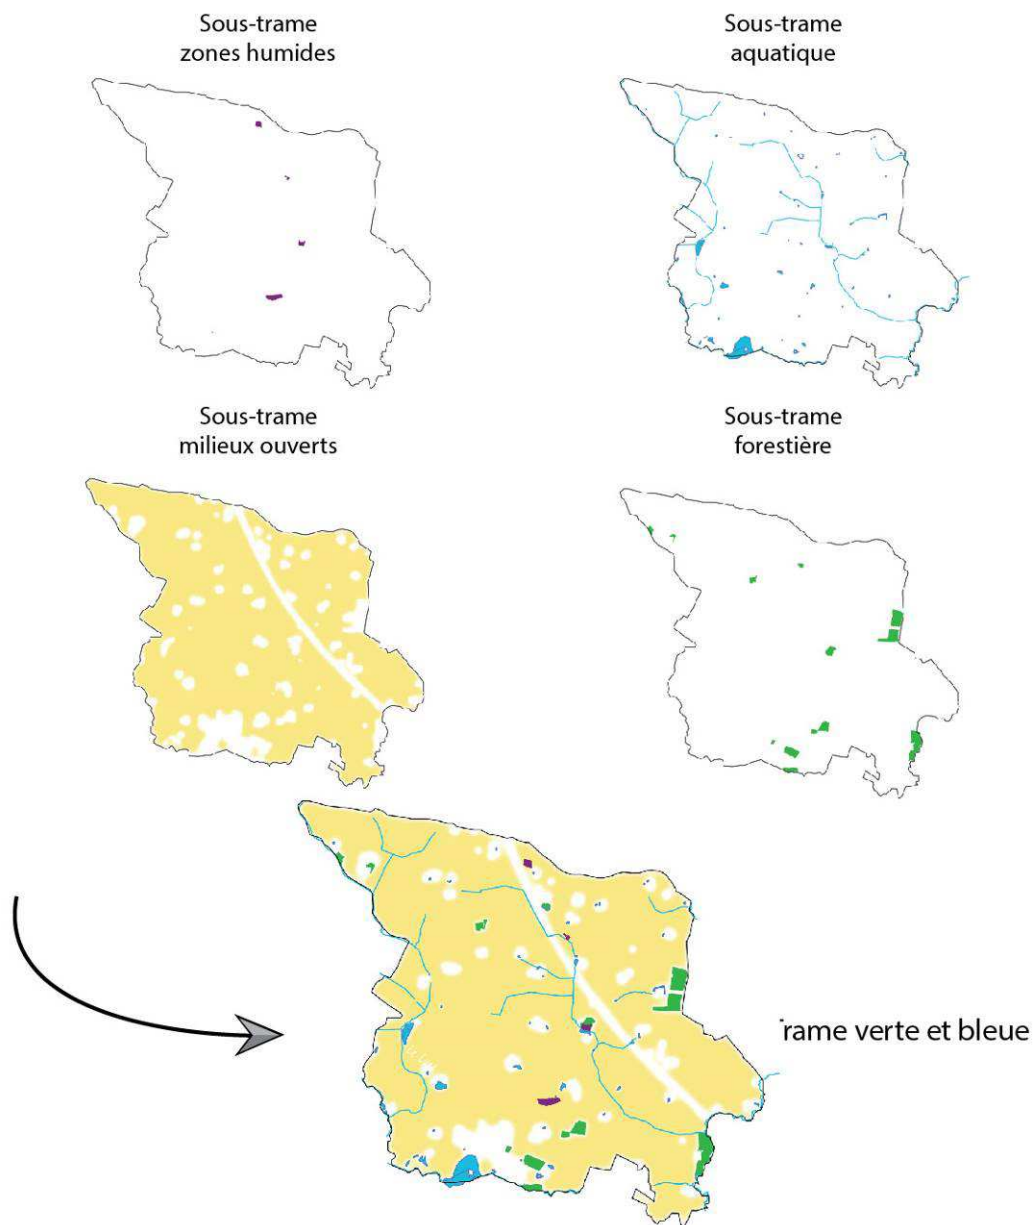 Sous-trame
zones humides
Sous-trame
aquatique
Sous-trame
milieux ouverts
Sous-trame
forestière
rame verte et bleue